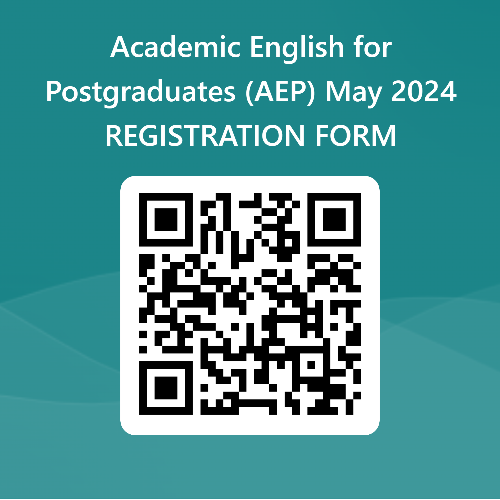 Academic English for
Postgraduates (AEP) May 2024
REGISTRATION FORM